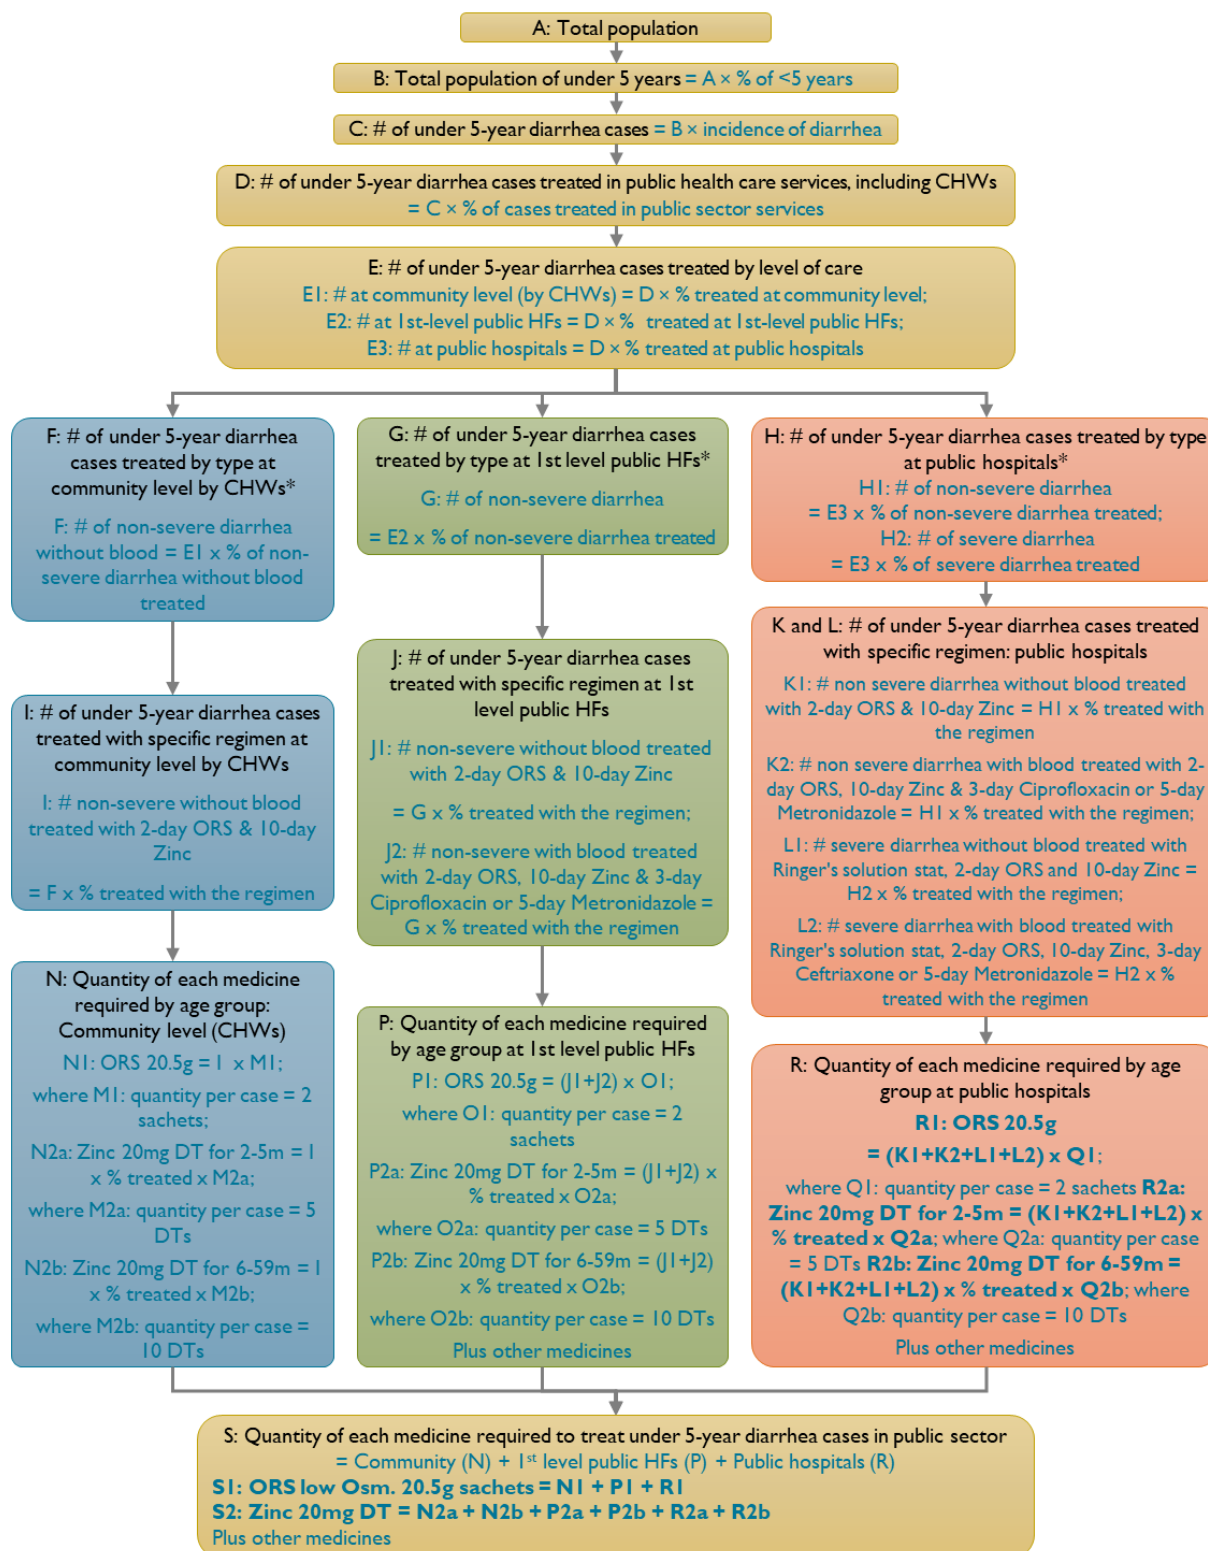 A: Total population
B: Total population of under 5 years = A × % of <5 years
C: # of under 5-year diarrhea cases = B × incidence of diarrhea
D: # of under 5-year diarrhea cases treated in public health care services, including CHWs
= C × % of cases treated in public sector services
E: # of under 5-year diarrhea cases treated by level of care
E1: # at community level (by CHWs) = D × % treated at community level;
E2: # at 1st-level public HFs = D × % treated at 1st-level public HFs;
E3: # at public hospitals = D × % treated at public hospitals
F: # of under 5-year diarrhea
cases treated by type at
community level by CHWs*
F: # of non-severe diarrhea
without blood = E1 x % of non-
severe diarrhea without blood
treated
G: # of under 5-year diarrhea cases
treated by type at 1st level public HFs*
G: # of non-severe diarrhea
= E2 x % of non-severe diarrhea treated
H: # of under 5-year diarrhea cases treated by type
at public hospitals*
H1: # of non-severe diarrhea
= E3 x % of non-severe diarrhea treated;
H2: # of severe diarrhea
= E3 x % of severe diarrhea treated
I: # of under 5-year diarrhea cases
treated with specific regimen at
community level by CHWs
I: # non-severe without blood
treated with 2-day ORS & 10-day
Zinc
= F x % treated with the regimen
J: # of under 5-year diarrhea cases
treated with specific regimen at 1st
level public HFs
J1: # non-severe without blood treated
with 2-day ORS & 10-day Zinc
= G x % treated with the regimen;
J2: # non-severe with blood treated
with 2-day ORS, 10-day Zinc & 3-day
Ciprofloxacin or 5-day Metronidazole =
G x % treated with the regimen
K and L: # of under 5-year diarrhea cases treated
with specific regimen: public hospitals
K1: # non severe diarrhea without blood treated
with 2-day ORS & 10-day Zinc = H1 x % treated with
the regimen
K2: # non severe diarrhea with blood treated with 2-
day ORS, 10-day Zinc & 3-day Ciprofloxacin or 5-day
Metronidazole = H1 x % treated with the regimen;
L1: # severe diarrhea without blood treated with
Ringer's solution stat, 2-day ORS and 10-day Zinc =
H2 x % treated with the regimen;
L2: # severe diarrhea with blood treated with
Ringer's solution stat, 2-day ORS, 10-day Zinc, 3-day
Ceftriaxone or 5-day Metronidazole = H2 x %
treated with the regimen
N: Quantity of each medicine
required by age group:
Community level (CHWs)
N1: ORS 20.5g = I x M1;
where M1: quantity per case = 2
sachets;
N2a: Zinc 20mg DT for 2-5m = I
x % treated x M2a;
where M2a: quantity per case = 5
DTs
N2b: Zinc 20mg DT for 6-59m = I
x % treated x M2b;
where M2b: quantity per case =
10 DTs
P: Quantity of each medicine required
by age group at 1st level public HFs
P1: ORS 20.5g = (J1+J2) x O1;
where O1: quantity per case = 2
sachets
P2a: Zinc 20mg DT for 2-5m = (J1+J2) x
% treated x O2a;
where O2a: quantity per case = 5 DTs
P2b: Zinc 20mg DT for 6-59m = (J1+J2)
x % treated x O2b;
where O2b: quantity per case = 10 DTs
Plus other medicines
R: Quantity of each medicine required by age
group at public hospitals
R1: ORS 20.5g
= (K1+K2+L1+L2) x Q1;
where Q1: quantity per case = 2 sachets R2a:
Zinc 20mg DT for 2-5m = (K1+K2+L1+L2) x
% treated x Q2a; where Q2a: quantity per case
= 5 DTs R2b: Zinc 20mg DT for 6-59m =
(K1+K2+L1+L2) x % treated x Q2b; where
Q2b: quantity per case = 10 DTs
Plus other medicines
S: Quantity of each medicine required to treat under 5-year diarrhea cases in public sector
= Community (N) + 1st level public HFs (P) + Public hospitals (R)
S1: ORS low Osm. 20.5g sachets = N1 + P1 + R1
S2: Zinc 20mg DT = N2a + N2b + P2a + P2b + R2a + R2b
Plus other medicines